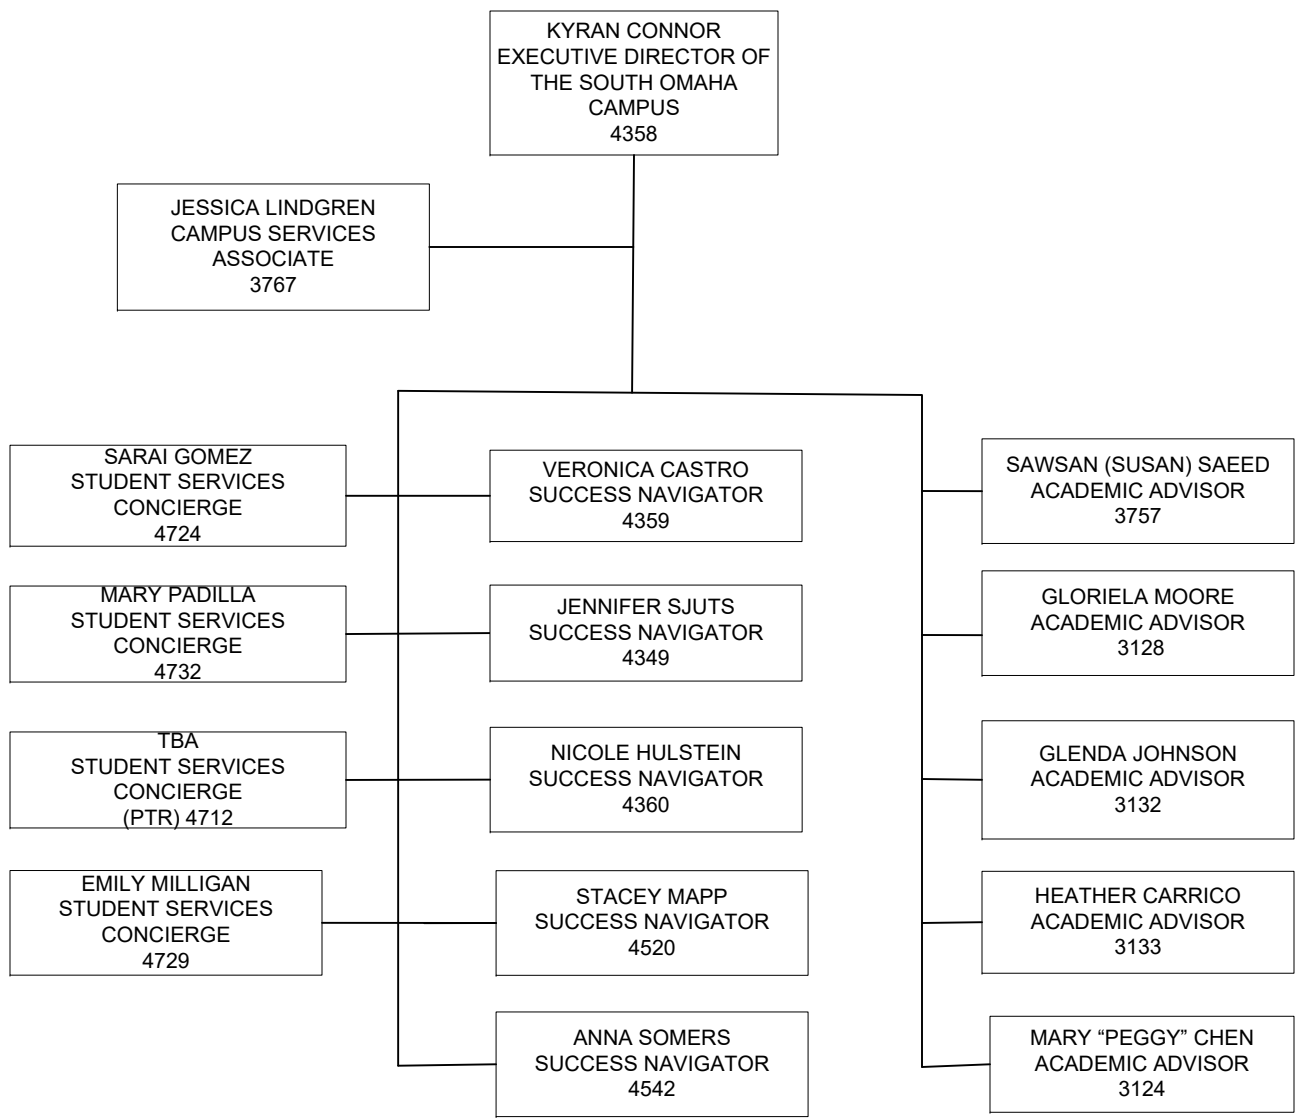 KYRAN CONNOR
EXECUTIVE DIRECTOR OF
THE SOUTH OMAHA
CAMPUS
4358
JESSICA LINDGREN
CAMPUS SERVICES
ASSOCIATE
3767
SARAI GOMEZ
STUDENT SERVICES
CONCIERGE
4724
VERONICA CASTRO
SUCCESS NAVIGATOR
4359
SAWSAN (SUSAN) SAEED
ACADEMIC ADVISOR
3757
MARY PADILLA
STUDENT SERVICES
CONCIERGE
4732
JENNIFER SJUTS
SUCCESS NAVIGATOR
4349
GLORIELA MOORE
ACADEMIC ADVISOR
3128
TBA
STUDENT SERVICES
CONCIERGE
(PTR) 4712
NICOLE HULSTEIN
SUCCESS NAVIGATOR
4360
GLENDA JOHNSON
ACADEMIC ADVISOR
3132
EMILY MILLIGAN
STUDENT SERVICES
CONCIERGE
4729
STACEY MAPP
SUCCESS NAVIGATOR
4520
HEATHER CARRICO
ACADEMIC ADVISOR
3133
ANNA SOMERS
SUCCESS NAVIGATOR
4542
MARY “PEGGY” CHEN
ACADEMIC ADVISOR
3124